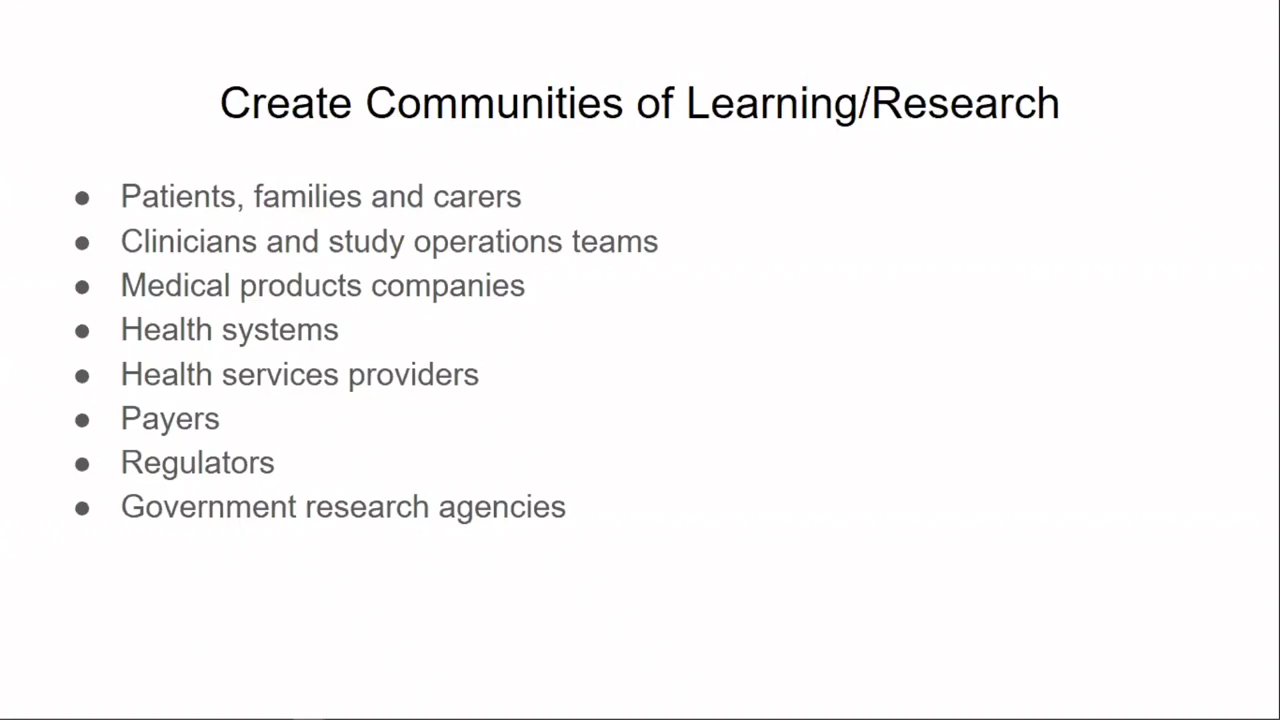 Create Communities of Learning/Research
● Patients, families and carers
● Clinicians and study operations teams
● Medical products companies
● Health systems
● Health services providers
● Payers
● Regulators
● Government research agencies